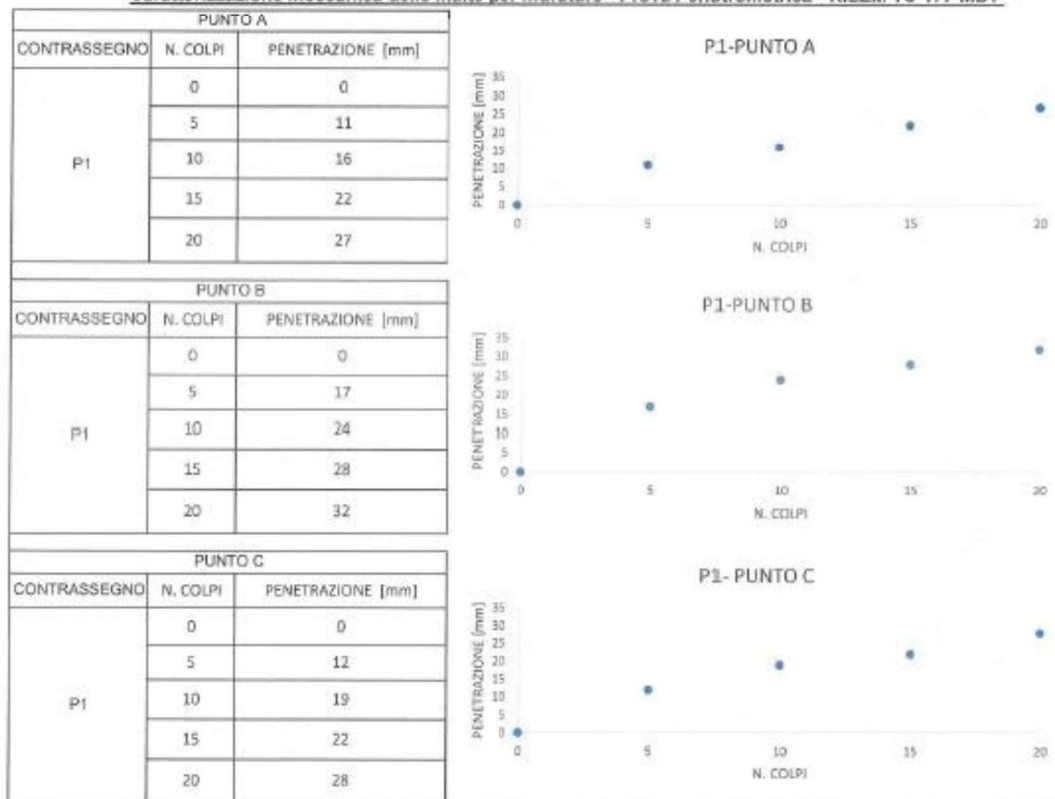 PUNTO A
CONTRASSEGNO N. COLPI PENETRAZIONE [mm]
P1
0 0
5 11
10 16
15 22
20 27
P1-PUNTO A
PENETRAZIONE [mm]
35
30
25
20
15
10
5
0
0 5 10 15 20
N. COLPI
PUNTO B
CONTRASSEGNO N. COLPI PENETRAZIONE [mm]
P1
0 0
5 17
10 24
15 28
20 32
P1-PUNTO B
PENETRAZIONE [mm]
35
30
25
20
15
10
5
0
0 5 10 15 20
N. COLPI
PUNTO C
CONTRASSEGNO N. COLPI PENETRAZIONE [mm]
P1
0 0
5 12
10 19
15 22
20 28
P1- PUNTO C
PENETRAZIONE [mm]
35
30
25
20
15
10
5
0
0 5 10 15 20
N. COLPI